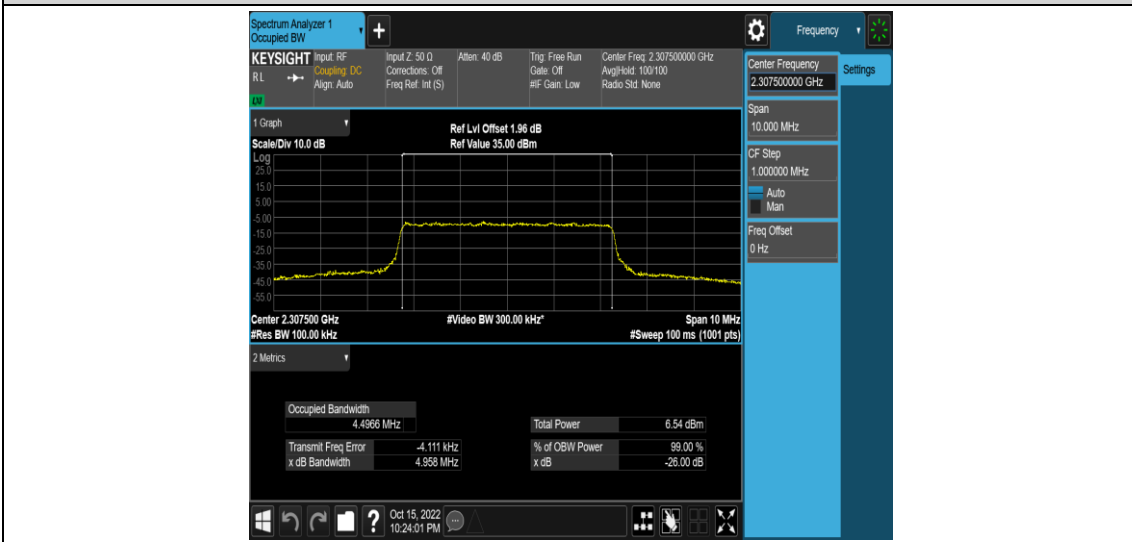 Spectrum Analyzer 1
Occupied BW
Frequency
KEYSIGHT Input: RF
Coupling: DC
Align: Auto
RL
LXI
Input Z: 50 Ω
Corrections: Off
Freq Ref: Int (S)
Atten: 40 dB
Trig: Free Run
Gate: Off
#IF Gain: Low
Center Freq: 2.307500000 GHz
Avg|Hold: 100/100
Radio Std: None
Center Frequency
2.307500000 GHz
Settings
Span
10.000 MHz
CF Step
1.000000 MHz
Auto
Man
Freq Offset
0 Hz
1 Graph
Ref Lvl Offset 1.96 dB
Scale/Div 10.0 dB
Ref Value 35.00 dBm
Log
25.0
15.0
5.00
-5.00
-15.0
-25.0
-35.0
-45.0
-55.0
Center 2.307500 GHz
#Video BW 300.00 kHz*
Span 10 MHz
#Res BW 100.00 kHz
#Sweep 100 ms (1001 pts)
2 Metrics
Occupied Bandwidth
4.4966 MHz
Total Power 6.54 dBm
Transmit Freq Error -4.111 kHz
% of OBW Power 99.00 %
x dB Bandwidth 4.958 MHz
x dB -26.00 dB
Oct 15, 2022
10:24:01 PM